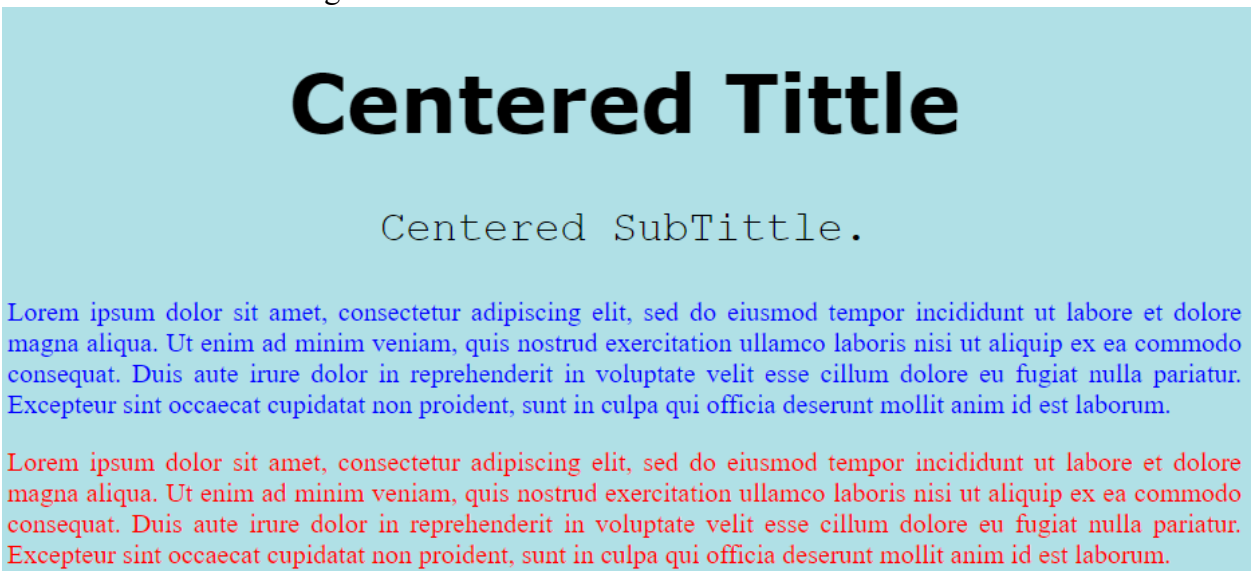 Centered Tittle
Centered SubTittle.
Lorem ipsum dolor sit amet, consectetur adipiscing elit, sed do eiusmod tempor incididunt ut labore et dolore
magna aliqua. Ut enim ad minim veniam, quis nostrud exercitation ullamco laboris nisi ut aliquip ex ea commodo
consequat. Duis aute irure dolor in reprehenderit in voluptate velit esse cillum dolore eu fugiat nulla pariatur.
Excepteur sint occaecat cupidatat non proident, sunt in culpa qui officia deserunt mollit anim id est laborum.
Lorem ipsum dolor sit amet, consectetur adipiscing elit, sed do eiusmod tempor incididunt ut labore et dolore
magna aliqua. Ut enim ad minim veniam, quis nostrud exercitation ullamco laboris nisi ut aliquip ex ea commodo
consequat. Duis aute irure dolor in reprehenderit in voluptate velit esse cillum dolore eu fugiat nulla pariatur.
Excepteur sint occaecat cupidatat non proident, sunt in culpa qui officia deserunt mollit anim id est laborum.